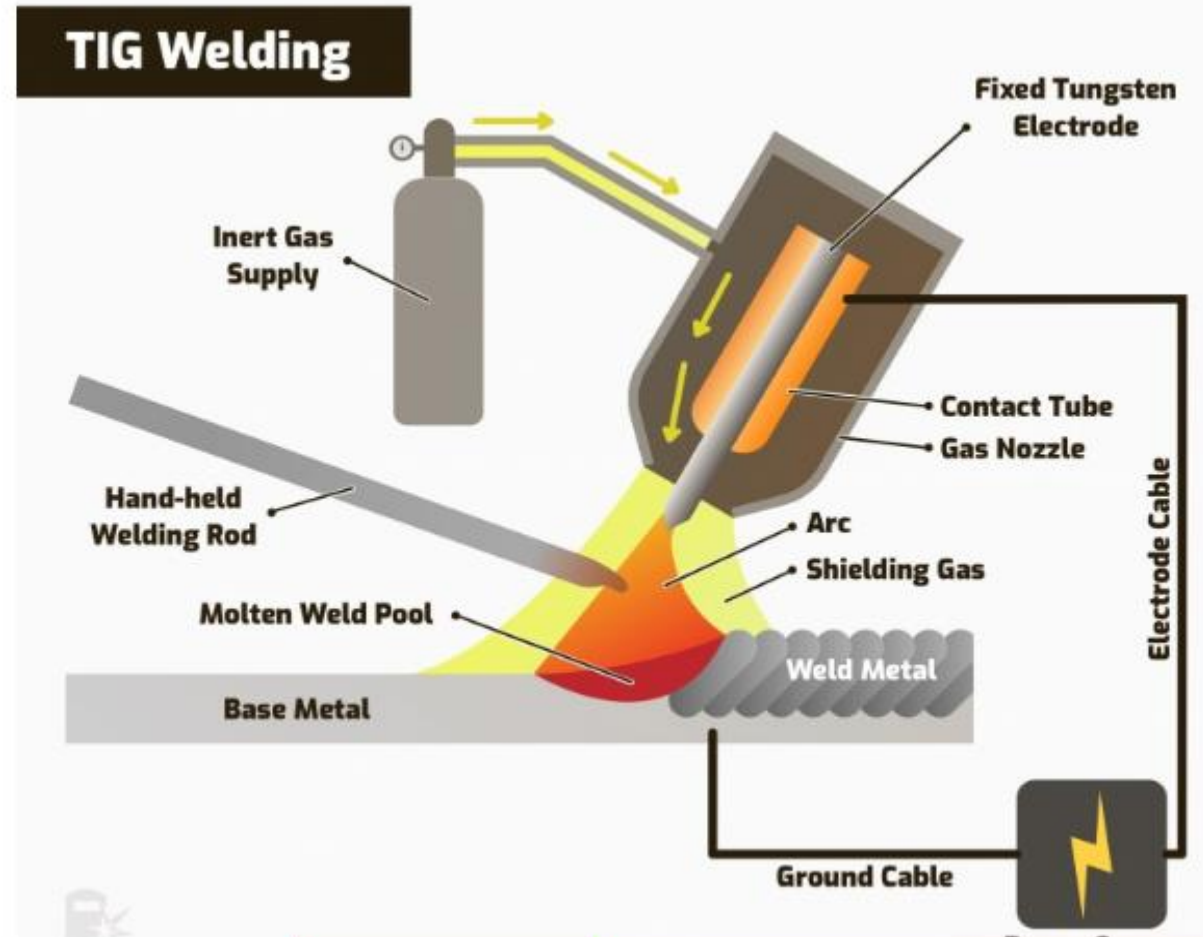 TIG Welding
Fixed Tungsten
Electrode
Inert Gas
Supply
Contact Tube
Gas Nozzle
Hand-held
Welding Rod
Arc
Shielding Gas
Electrode Cable
Molten Weld Pool
Weld Metal
Base Metal
Ground Cable